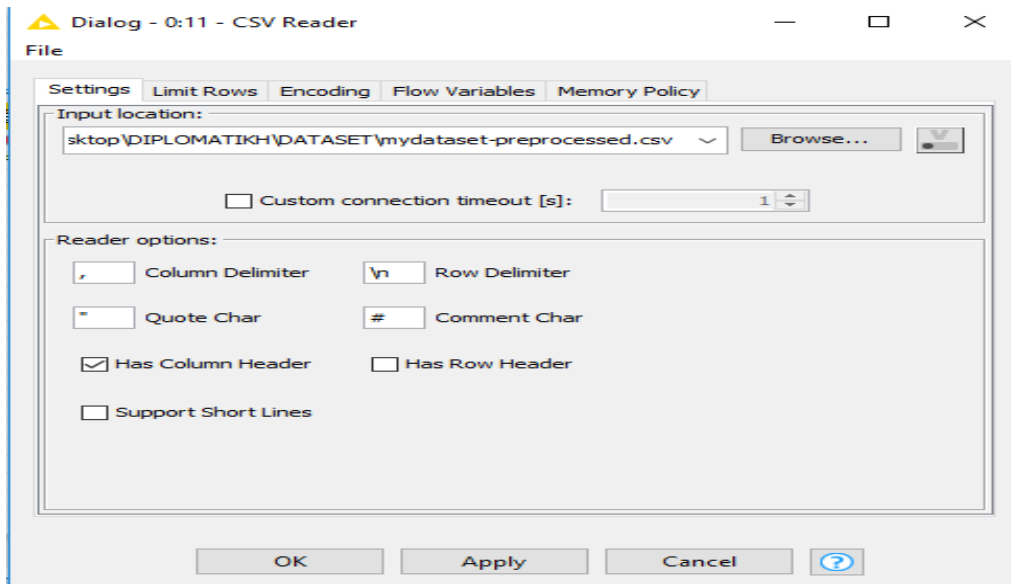 Dialog - 0:11 - CSV Reader
File
Settings Limit Rows Encoding Flow Variables Memory Policy
Input location:
sktop\DIPLOMATIKH\DATASET\mydataset-preprocessed.csv Browse... V
Custom connection timeout [s]: 1
Reader options:
, Column Delimiter \n Row Delimiter
" Quote Char # Comment Char
Has Column Header Has Row Header
Support Short Lines
OK Apply Cancel ?